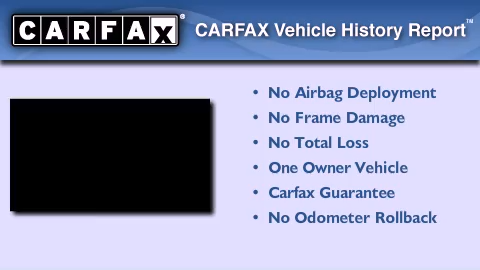 CARFAX® CARFAX Vehicle History Report™
• No Airbag Deployment
• No Frame Damage
• No Total Loss
• One Owner Vehicle
• Carfax Guarantee
• No Odometer Rollback